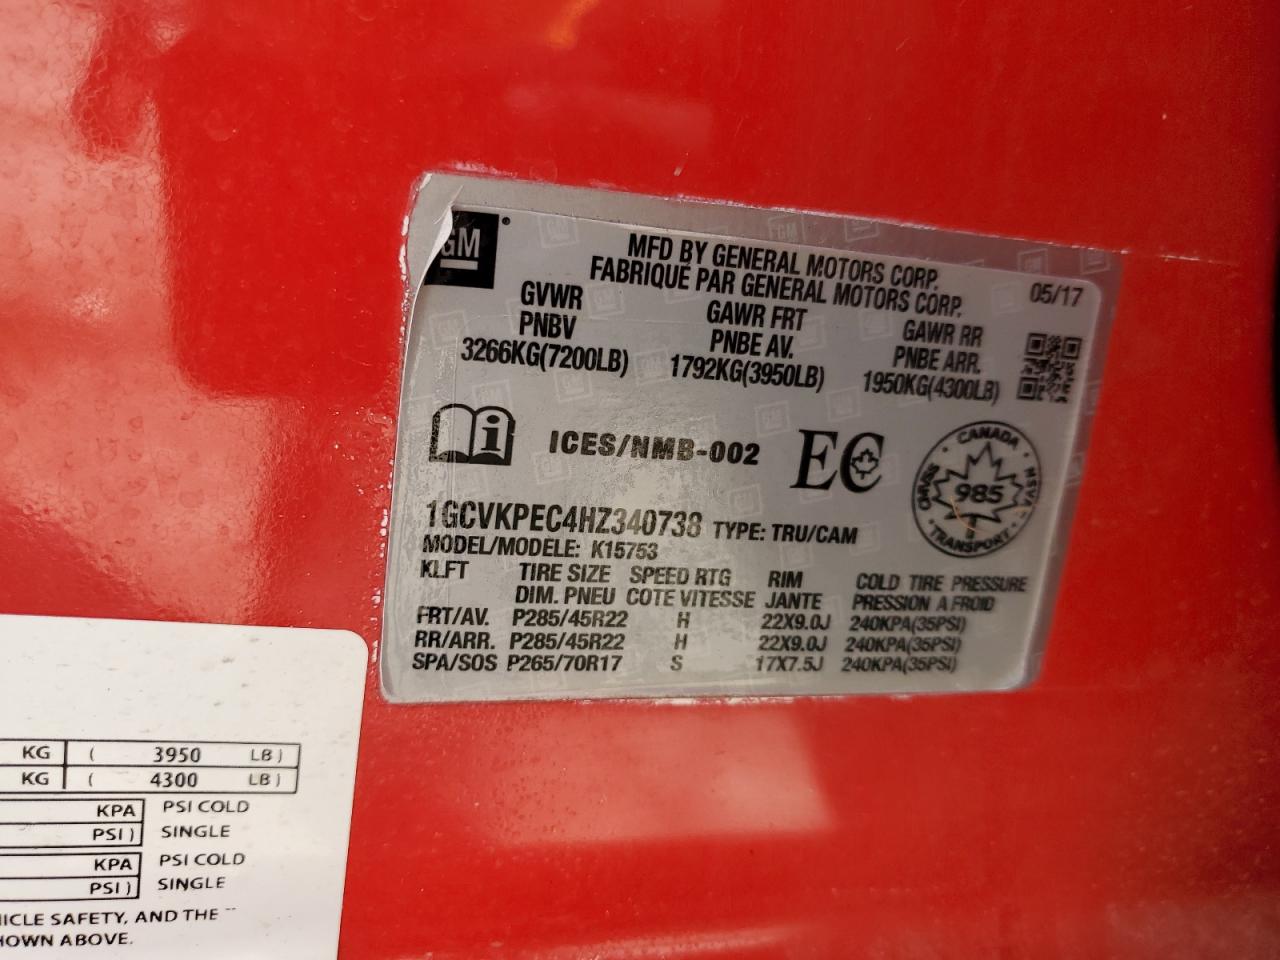 GM
MFD BY GENERAL MOTORS CORP.
FABRIQUÉ PAR GENERAL MOTORS CORP.
05/17
GVWR GAWR FRT GAWR RR
PNBV PNBE AV. PNBE ARR.
3266KG(7200LB) 1792KG(3950LB) 1950KG(4300LB)
i ICES/NMB-002 EC
CANADA
985
TRANSPORT
1GCVKPEC4HZ340738 TYPE: TRU/CAM
MODEL/MODÈLE: K15753
KLFT TIRE SIZE SPEED RTG RIM COLD TIRE PRESSURE
DIM. PNEU COTE VITESSE JANTE PRESSION A FROID
FRT/AV. P285/45R22 H 22X9.0J 240KPA(35PSI)
RR/ARR. P285/45R22 H 22X9.0J 240KPA(35PSI)
SPA/SOS P265/70R17 S 17X7.5J 240KPA(35PSI)
KG ( 3950 LB )
KG ( 4300 LB )
KPA PSI COLD
PSI ) SINGLE
KPA PSI COLD
PSI ) SINGLE
SAFETY, AND THE
ABOVE.